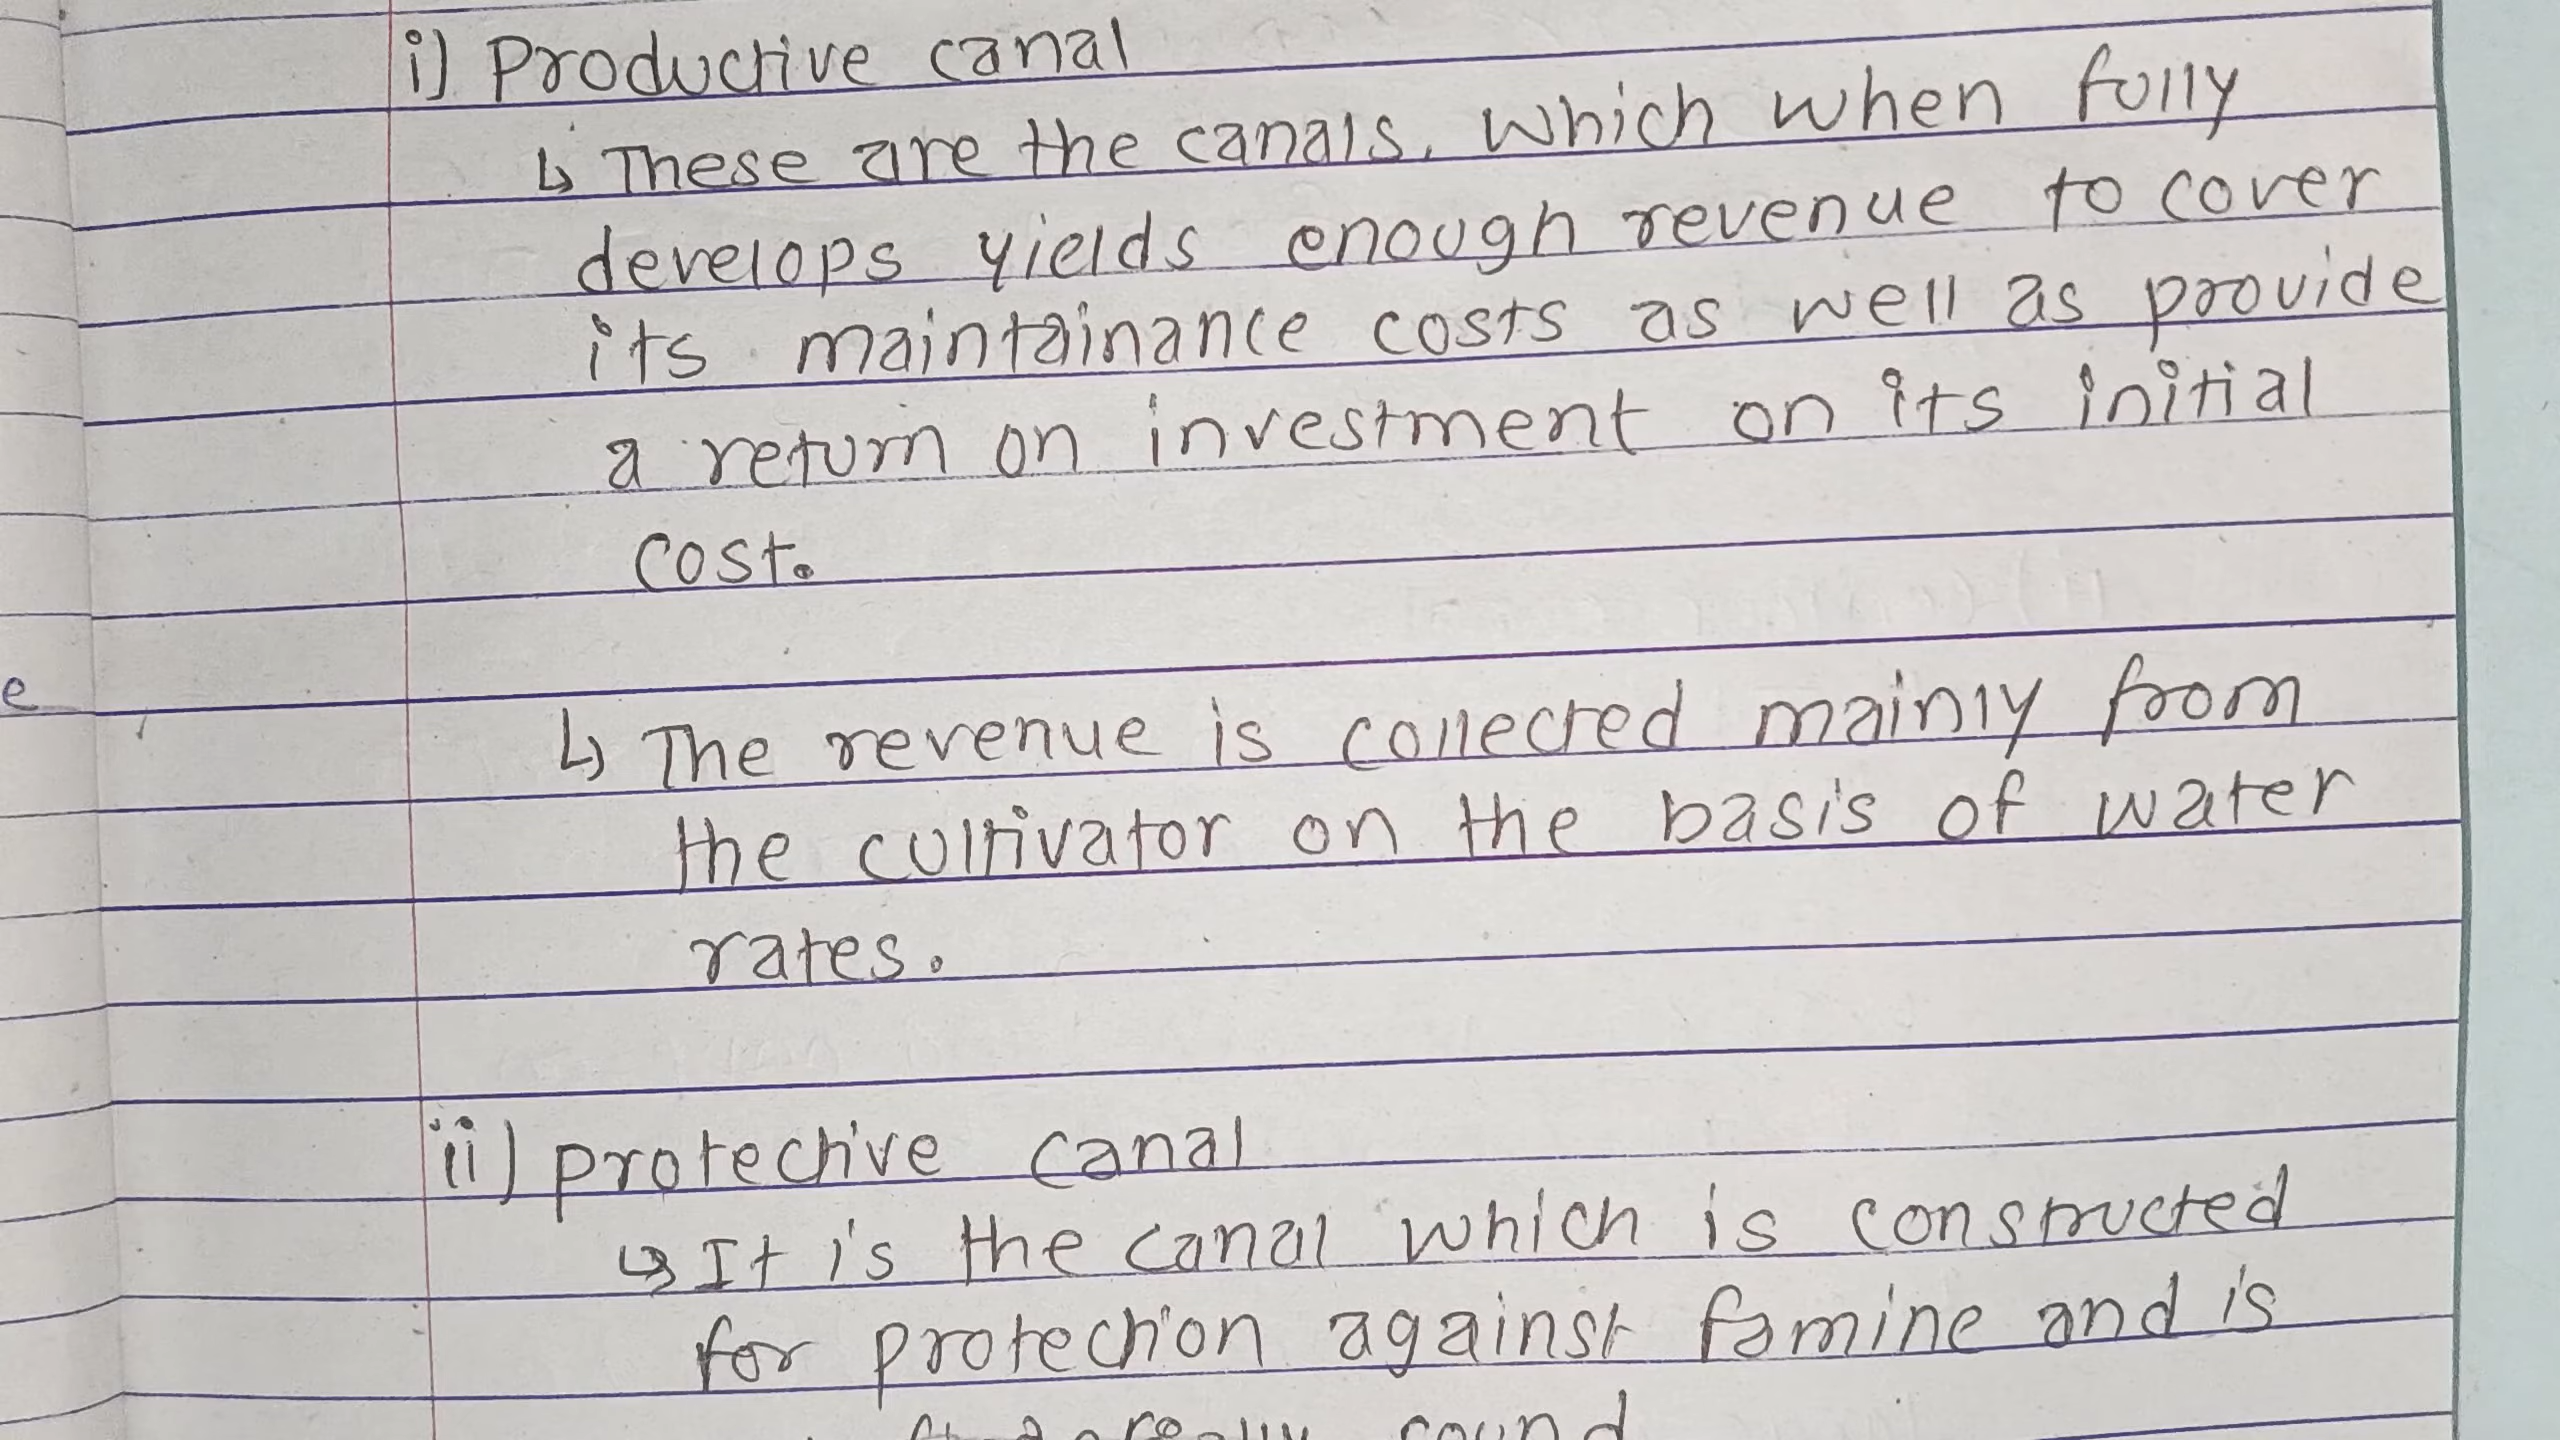 i) Productive canal
↳ These are the canals, which when fully
develops yields enough revenue to cover
its maintainance costs as well as provide
a return on investment on its initial
cost.
e
↳ The revenue is collected mainly from
the cultivator on the basis of water
rates.
ii) protective canal
↳ It is the canal which is constructed
for protection against famine and is
sound